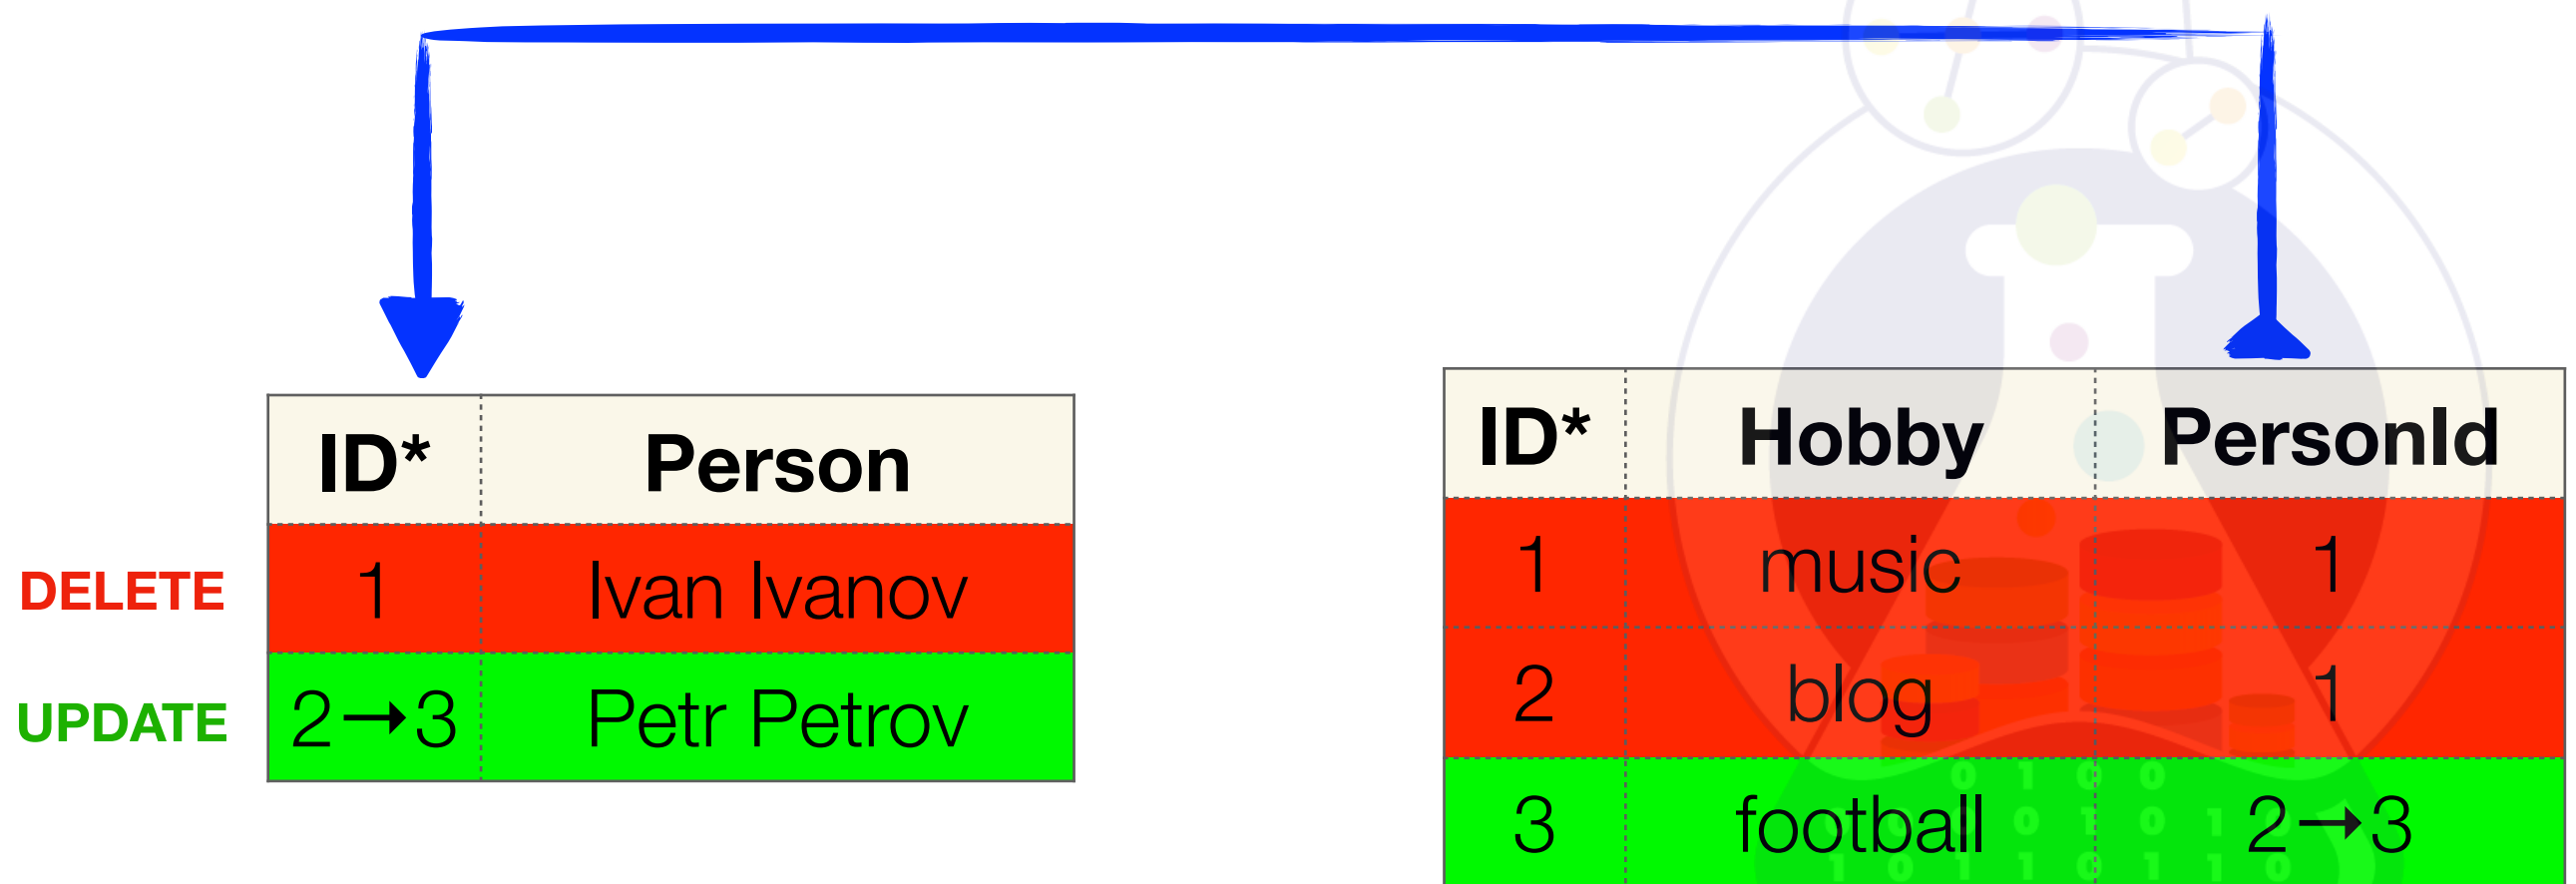 ID* Person
DELETE 1 Ivan Ivanov
UPDATE 2→3 Petr Petrov
ID* Hobby PersonId
1 music 1
2 blog 1
3 football 2→3